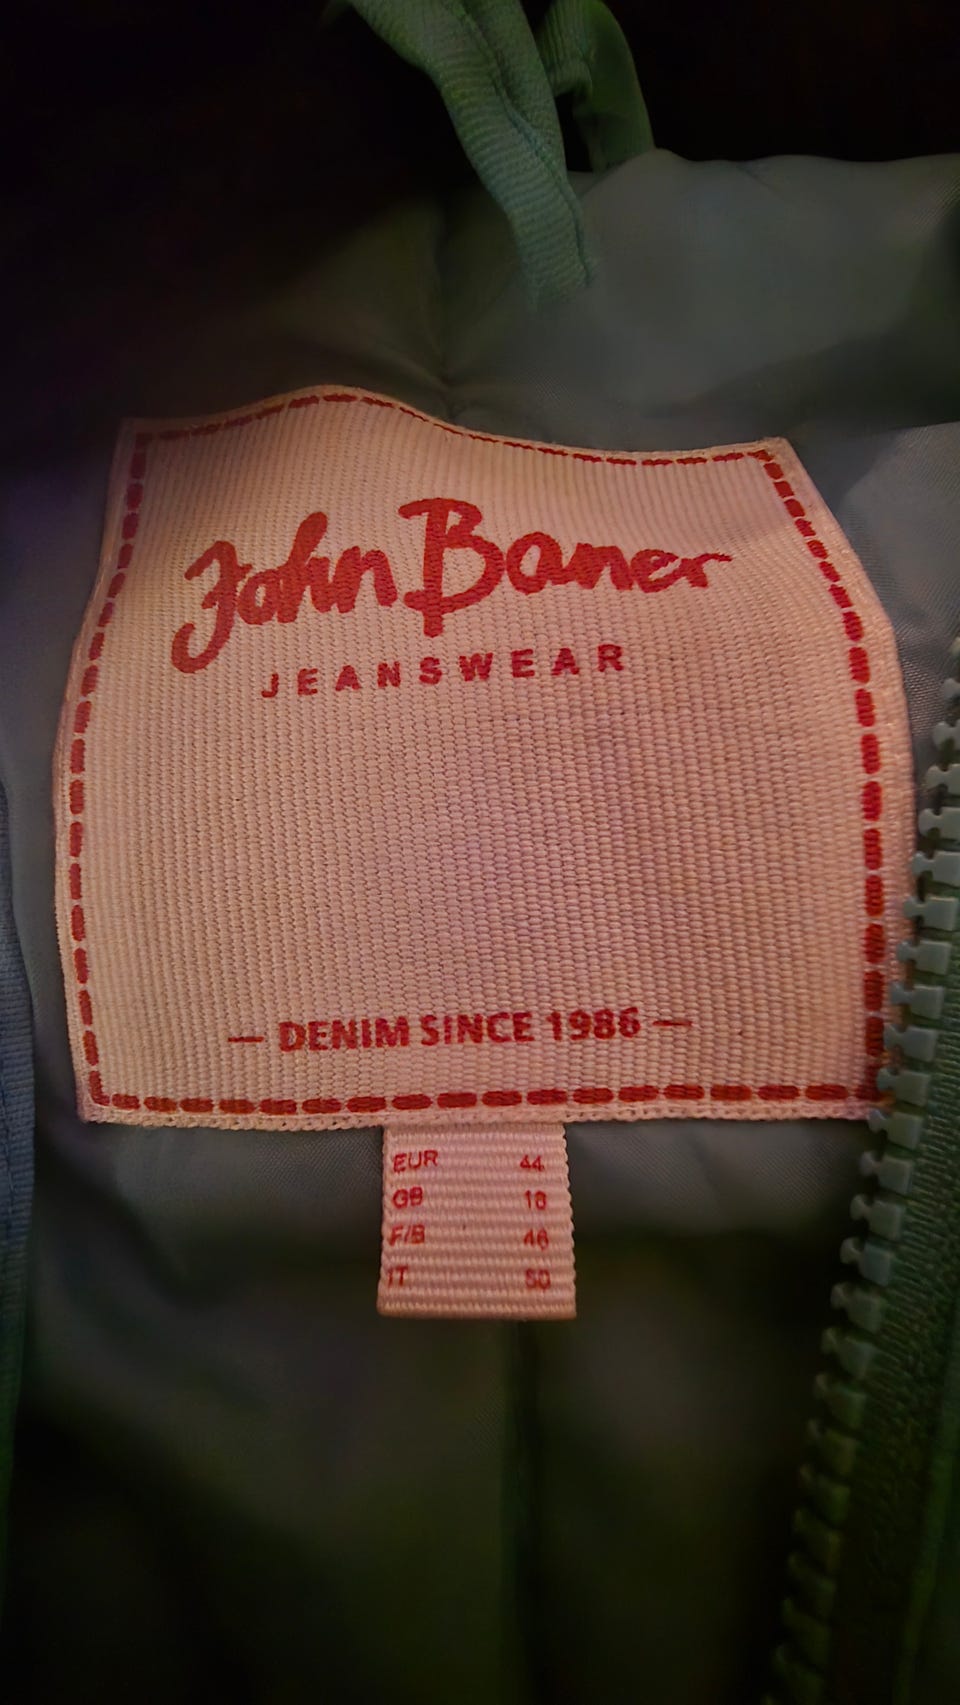 John Baner
JEANSWEAR
— DENIM SINCE 1986 —
EUR 44
GB 18
F/B 46
IT 50